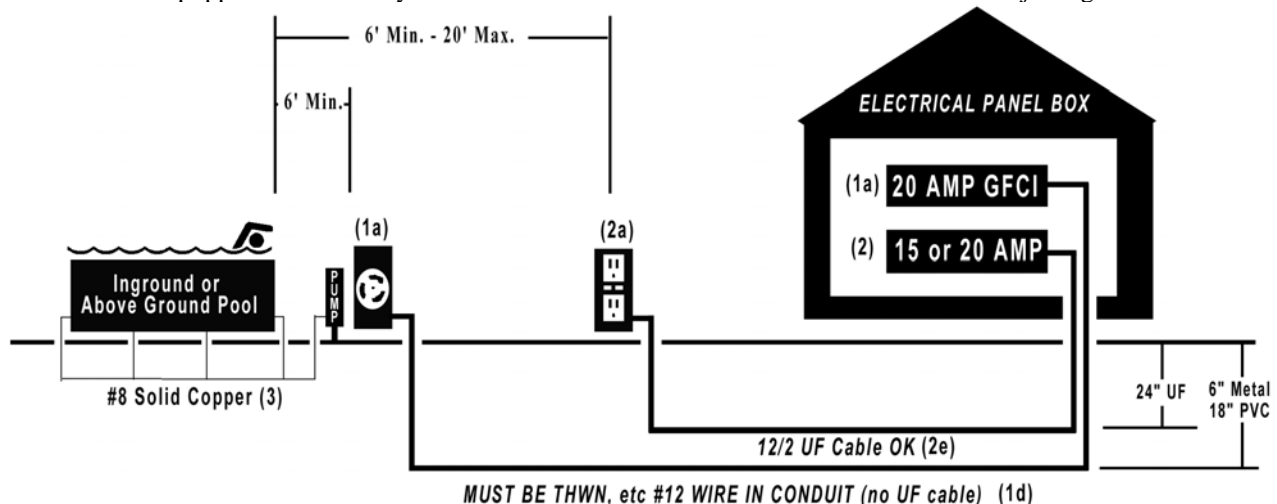 6' Min. - 20' Max.
6' Min.
ELECTRICAL PANEL BOX
(1a) 20 AMP GFCI
(2) 15 or 20 AMP
(1a)
(2a)
PUMP
Inground or
Above Ground Pool
#8 Solid Copper (3)
24" UF
6" Metal
18" PVC
12/2 UF Cable OK (2e)
MUST BE THWN, etc #12 WIRE IN CONDUIT (no UF cable) (1d)